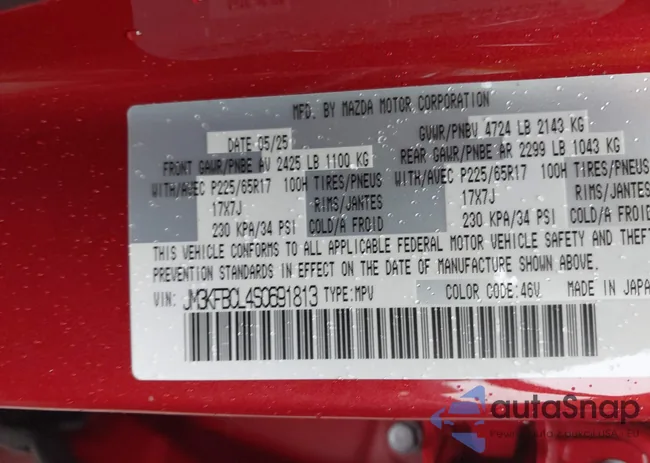 MFD. BY MAZDA MOTOR CORPORATION
DATE 05/25
GVWR/PNBV 4724 LB 2143 KG
FRONT GAWR/PNBE AV 2425 LB 1100 KG
REAR GAWR/PNBE AR 2299 LB 1043 KG
WITH/AVEC P225/65R17 100H TIRES/PNEUS
WITH/AVEC P225/65R17 100H TIRES/PNEUS
17X7J RIMS/JANTES
17X7J RIMS/JANTES
230 KPA/34 PSI COLD/A FROID
230 KPA/34 PSI COLD/A FROID
THIS VEHICLE CONFORMS TO ALL APPLICABLE FEDERAL MOTOR VEHICLE SAFETY AND THEFT
PREVENTION STANDARDS IN EFFECT ON THE DATE OF MANUFACTURE SHOWN ABOVE.
VIN: JM3KFBCL4S0691813 TYPE:MPV COLOR CODE:46V MADE IN JAPA
autoSnap